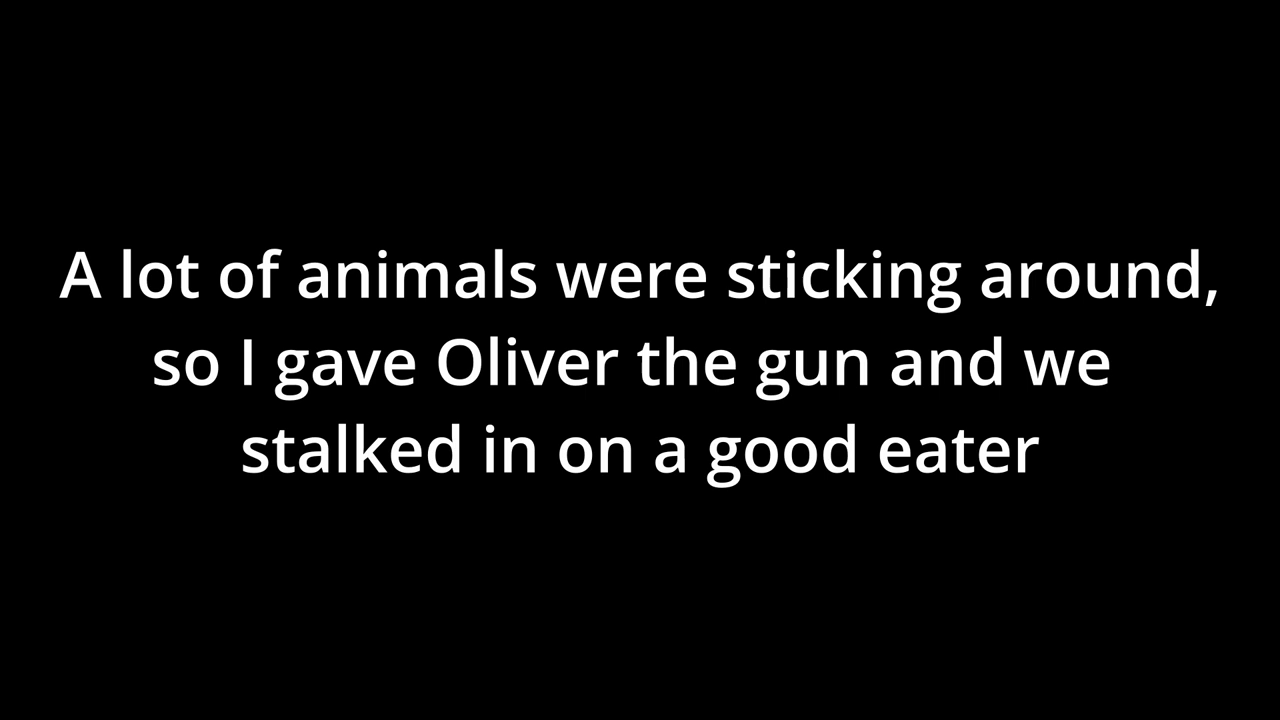 A lot of animals were sticking around,
so I gave Oliver the gun and we
stalked in on a good eater